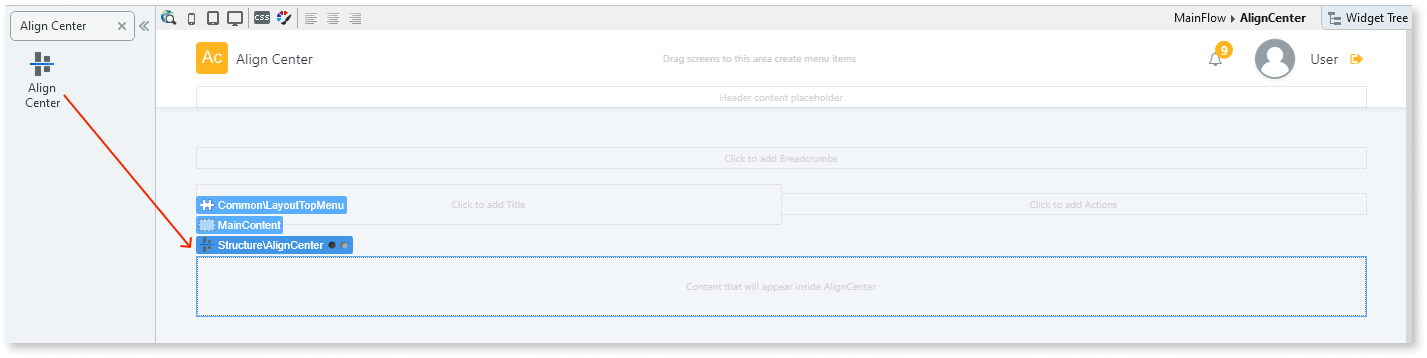 Align Center
CSS
MainFlow ▸ AlignCenter
Widget Tree
Align
Center
Ac
Align Center
Drag screens to this area create menu items
9
User
Header content placeholder
Click to add Breadcrumbs
Common\LayoutTopMenu
Click to add Title
Click to add Actions
MainContent
Structure\AlignCenter
Content that will appear inside AlignCenter